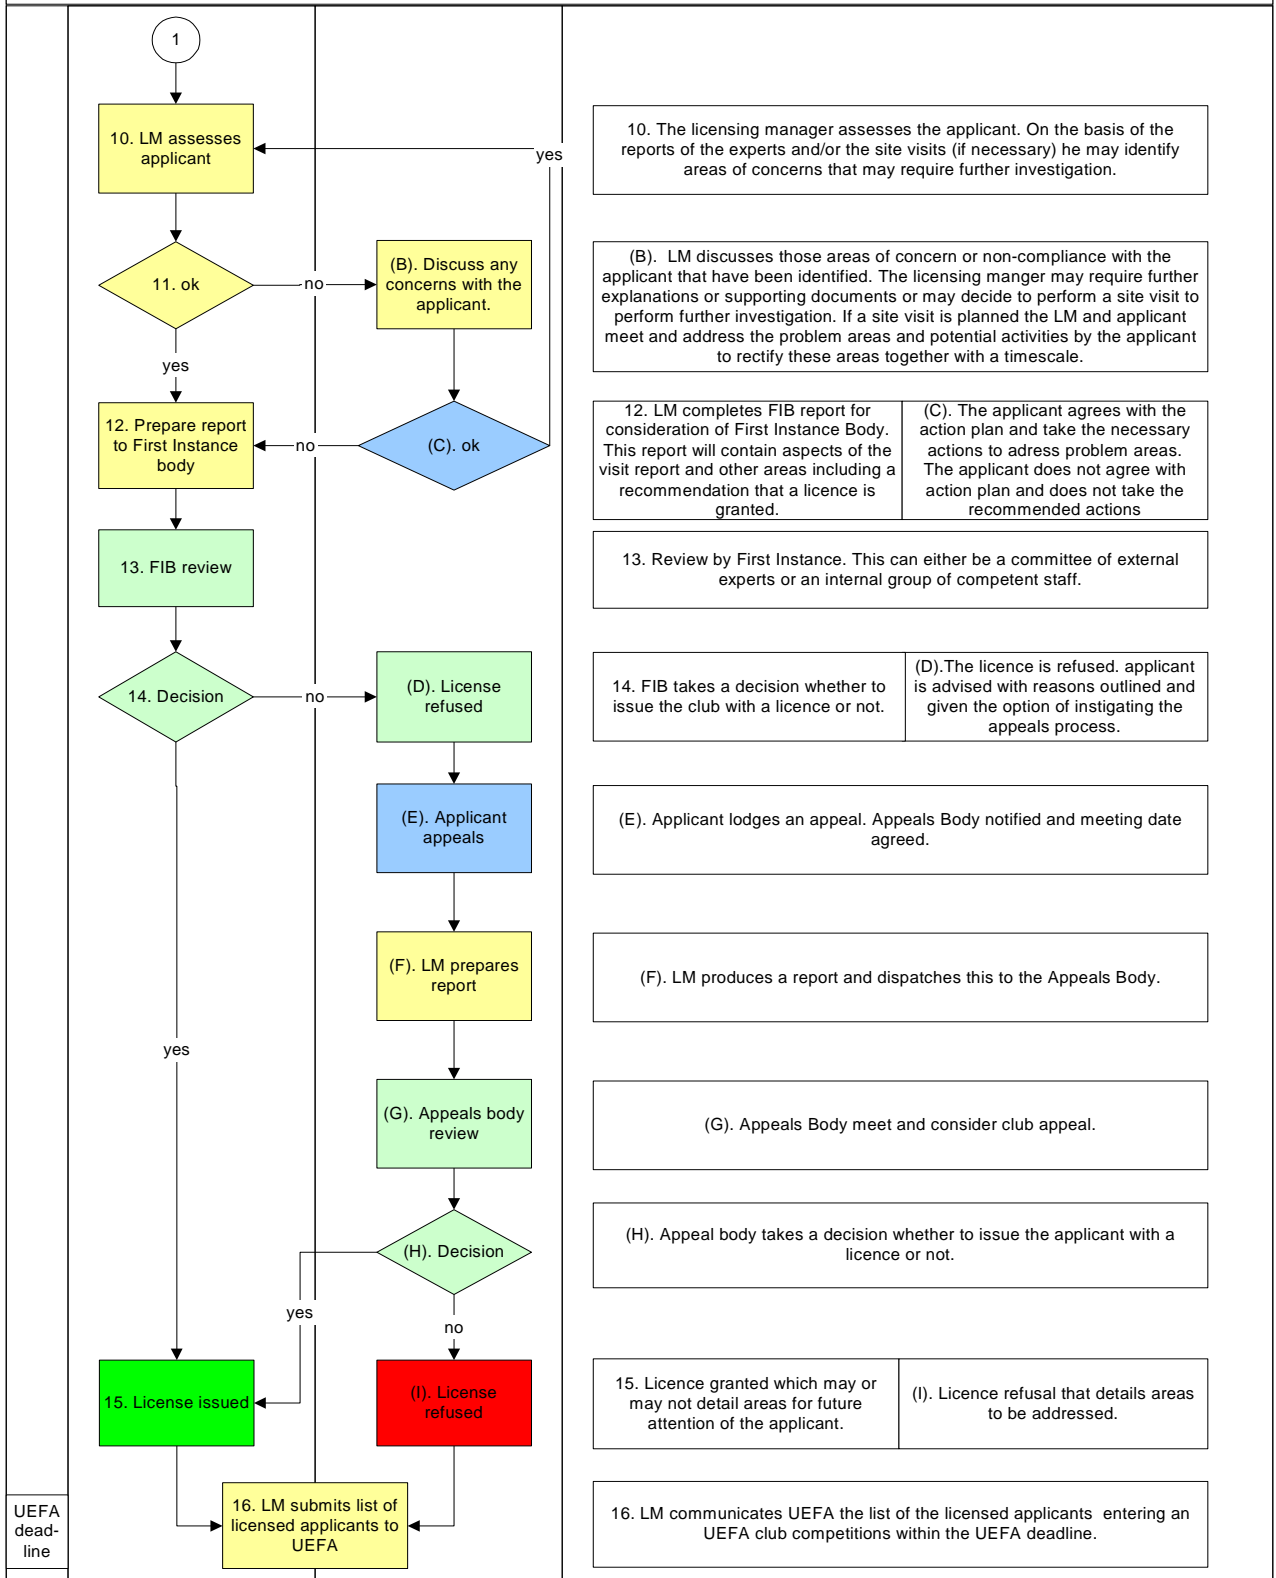 1
10. LM assesses
applicant
yes
10. The licensing manager assesses the applicant. On the basis of the
reports of the experts and/or the site visits (if necessary) he may identify
areas of concerns that may require further investigation.
11. ok
no
(B). Discuss any
concerns with the
applicant.
(B).  LM discusses those areas of concern or non-compliance with the
applicant that have been identified. The licensing manger may require further
explanations or supporting documents or may decide to perform a site visit to
perform further investigation. If a site visit is planned the LM and applicant
meet and address the problem areas and potential activities by the applicant
to rectify these areas together with a timescale.
yes
12. Prepare report
to First Instance
body
no
(C). ok
12. LM completes FIB report for
consideration of First Instance Body.
This report will contain aspects of the
visit report and other areas including a
recommendation that a licence is
granted.
(C). The applicant agrees with the
action plan and take the necessary
actions to adress problem areas.
The applicant does not agree with
action plan and does not take the
recommended actions
13. FIB review
13. Review by First Instance. This can either be a committee of external
experts or an internal group of competent staff.
14. Decision
no
(D). License
refused
14. FIB takes a decision whether to
issue the club with a licence or not.
(D).The licence is refused. applicant
is advised with reasons outlined and
given the option of instigating the
appeals process.
(E). Applicant
appeals
(E). Applicant lodges an appeal. Appeals Body notified and meeting date
agreed.
(F). LM prepares
report
(F). LM produces a report and dispatches this to the Appeals Body.
yes
(G). Appeals body
review
(G). Appeals Body meet and consider club appeal.
(H). Decision
(H). Appeal body takes a decision whether to issue the applicant with a
licence or not.
yes
no
15. License issued
(I). License
refused
15. Licence granted which may or
may not detail areas for future
attention of the applicant.
(I). Licence refusal that details areas
to be addressed.
UEFA
dead-
line
16. LM submits list of
licensed applicants to
UEFA
16. LM communicates UEFA the list of the licensed applicants  entering an
UEFA club competitions within the UEFA deadline.